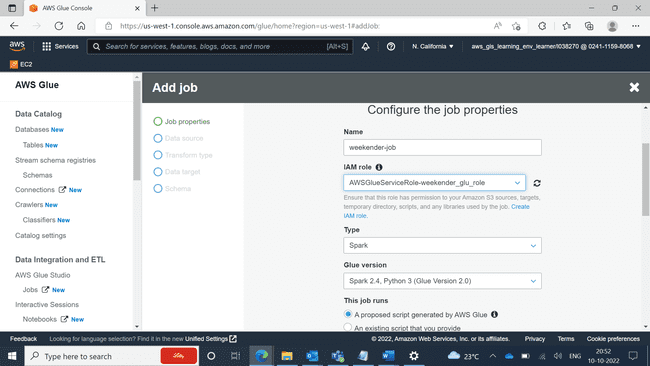 AWS Glue Console
https://us-west-1.console.aws.amazon.com/glue/home?region=us-west-1#addJob:
aws
Services
Search for services, features, blogs, docs, and more
[Alt+S]
N. California
aws_gis_learning_env_learner/l038270 @ 0241-1159-8068
EC2
AWS Glue
Data Catalog
Databases New
Tables New
Stream schema registries
Schemas
Connections New
Crawlers New
Classifiers New
Catalog settings
Data Integration and ETL
AWS Glue Studio
Jobs New
Interactive Sessions
Notebooks New
Add job
Job properties
Data source
Transform type
Data target
Schema
Configure the job properties
Name
weekender-job
IAM role
AWSGlueServiceRole-weekender_glu_role
Ensure that this role has permission to your Amazon S3 sources, targets,
temporary directory, scripts, and any libraries used by the job. Create
IAM role.
Type
Spark
Glue version
Spark 2.4, Python 3 (Glue Version 2.0)
This job runs
A proposed script generated by AWS Glue
An existing script that you provide
Feedback
Looking for language selection? Find it in the new Unified Settings
© 2022, Amazon Web Services, Inc. or its affiliates.
Privacy
Terms
Cookie preferences
Type here to search
23°C
ENG
20:52
10-10-2022